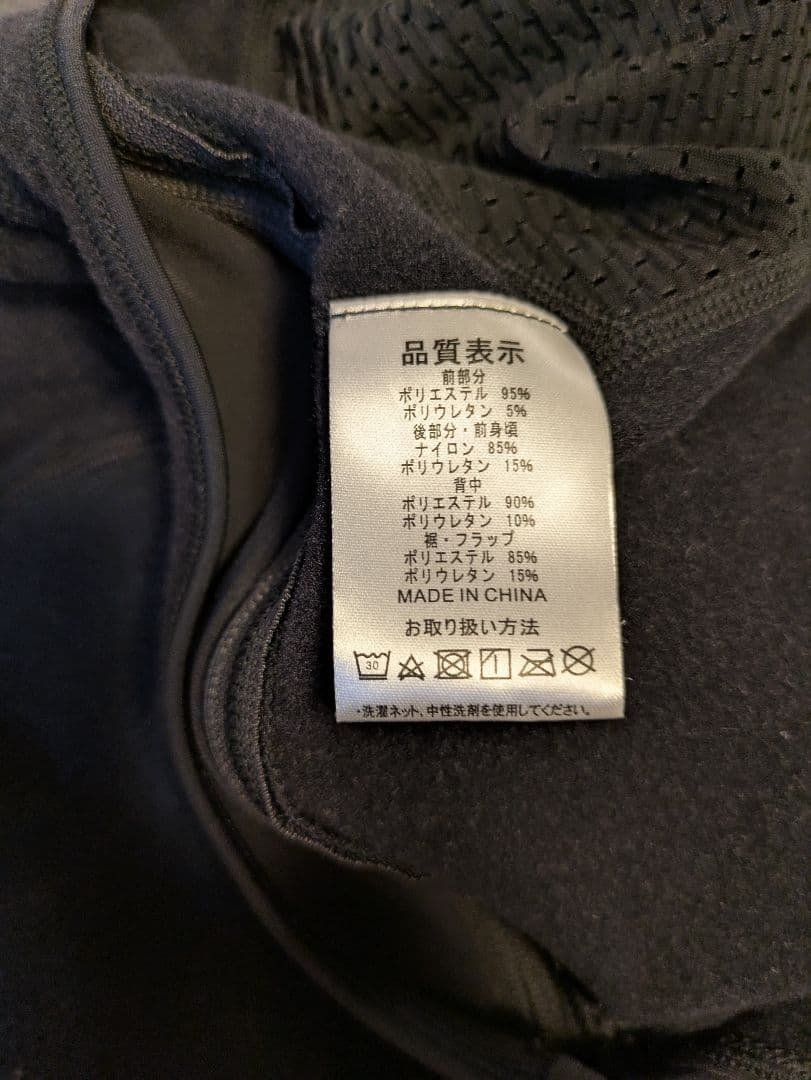 品質表示
前部分
ポリエステル 95%
ポリウレタン 5%
後部分・前身頃
ナイロン 85%
ポリウレタン 15%
背中
ポリエステル 90%
ポリウレタン 10%
裾・フラップ
ポリエステル 85%
ポリウレタン 15%
MADE IN CHINA
お取り扱い方法
30
・洗濯ネット、中性洗剤を使用してください。